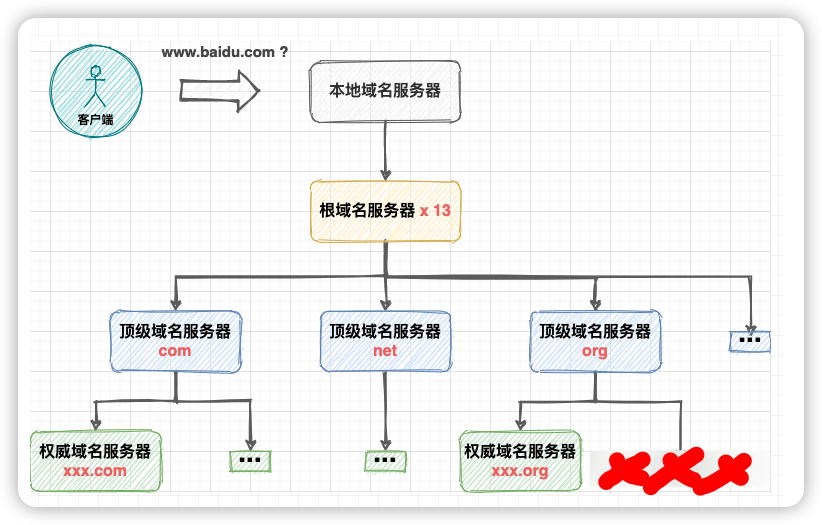 www.baidu.com ?
客户端
本地域名服务器
根域名服务器 x 13
顶级域名服务器
com
顶级域名服务器
net
顶级域名服务器
org
...
权威域名服务器
xxx.com
...
...
权威域名服务器
xxx.org